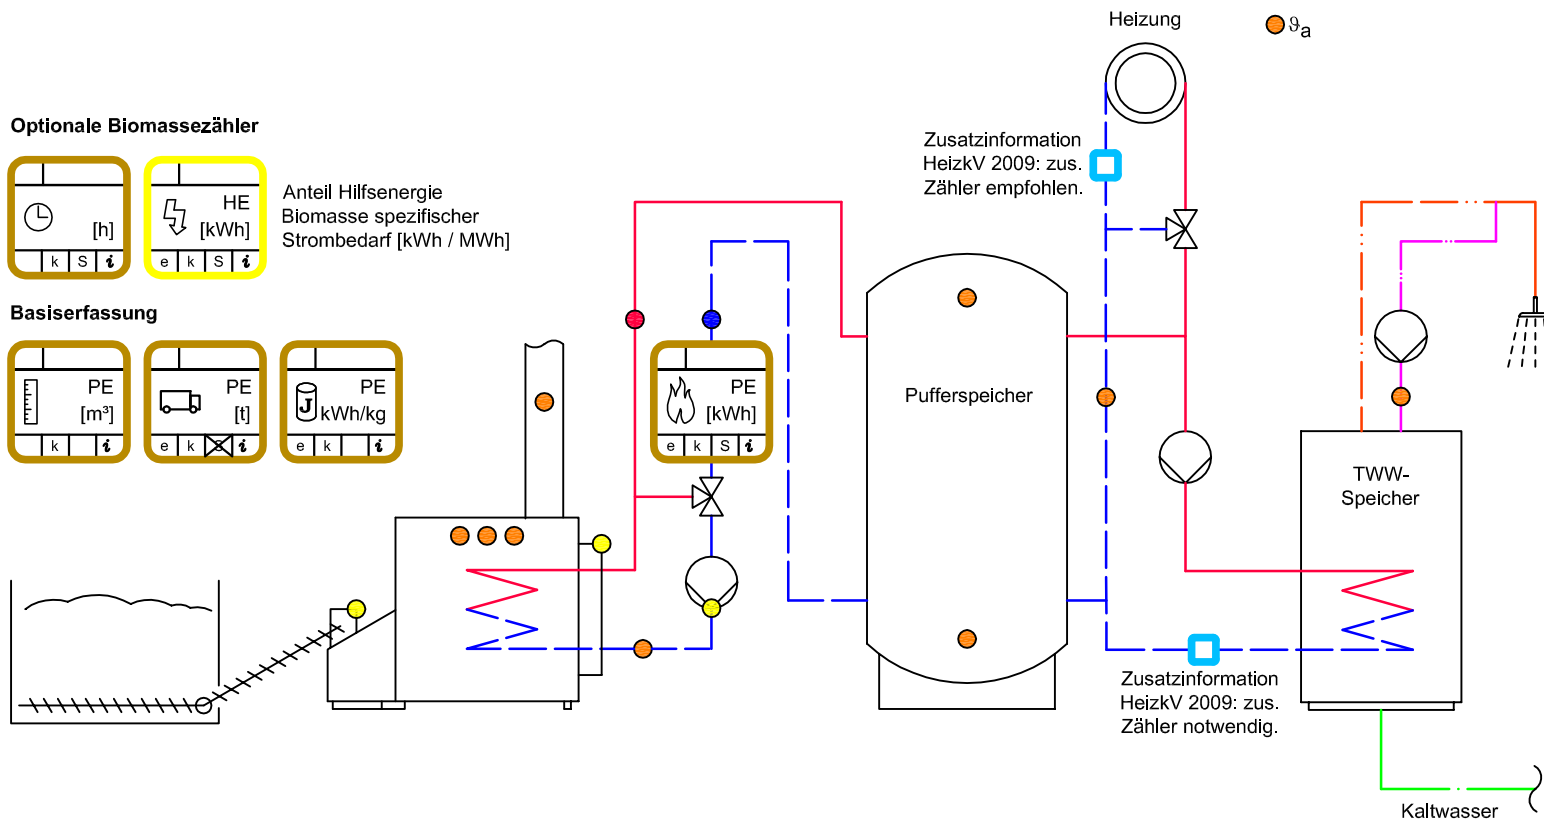 Heizung
ϑa
Optionale Biomassezähler
[h]
k S i
HE
[kWh]
e k S i
Anteil Hilfsenergie
Biomasse spezifischer
Strombedarf [kWh / MWh]
Zusatzinformation
HeizkV 2009: zus.
Zähler empfohlen.
Basiserfassung
PE
[m³]
k i
PE
[t]
e k S i
J
PE
kWh/kg
e k i
PE
[kWh]
e k S i
Pufferspeicher
TWW-
Speicher
Zusatzinformation
HeizkV 2009: zus.
Zähler notwendig.
Kaltwasser